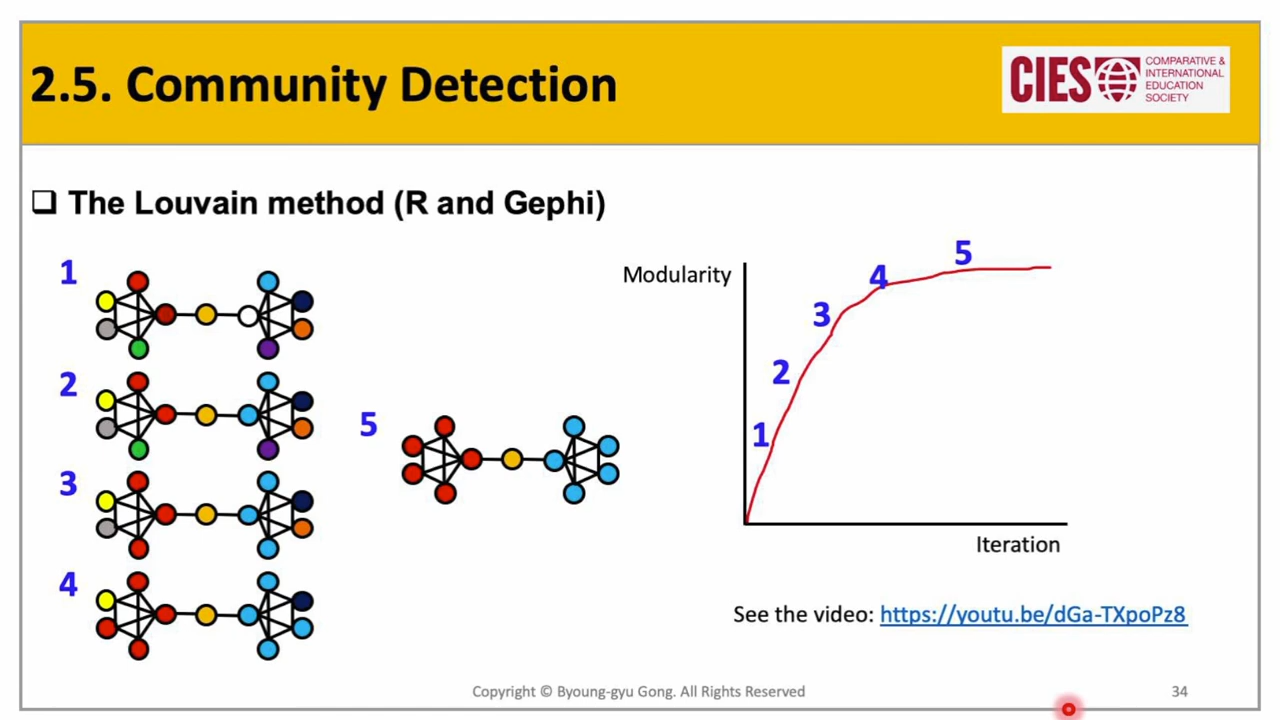 2.5. Community Detection
CIES
COMPARATIVE &
INTERNATIONAL
EDUCATION
SOCIETY
❑ The Louvain method (R and Gephi)
1
2
3
4
5
Modularity
1
2
3
4
5
Iteration
See the video: https://youtu.be/dGa-TXpoPz8
Copyright © Byoung-gyu Gong. All Rights Reserved
34